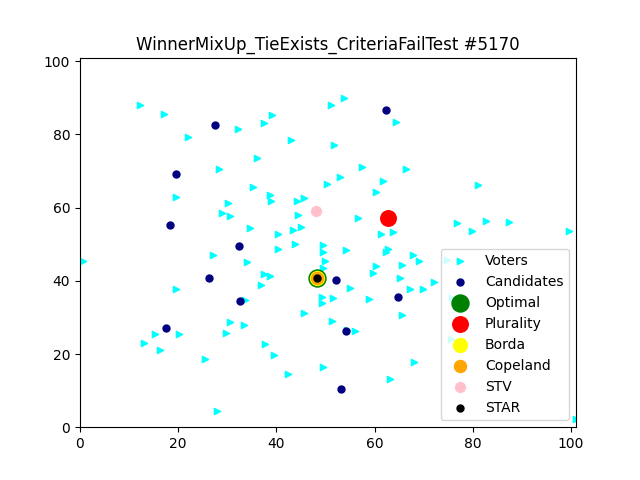 WinnerMixUp_TieExists_CriteriaFailTest #5170
100
80
60
40
20
0
0
20
40
60
80
100
Voters
Candidates
Optimal
Plurality
Borda
Copeland
STV
STAR